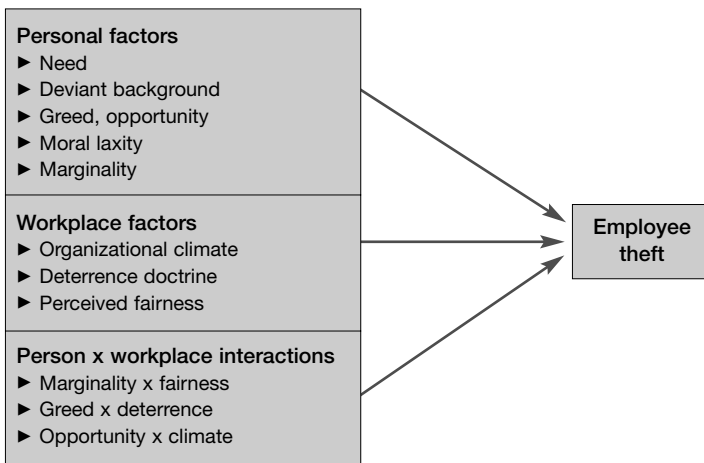 Personal factors
► Need
► Deviant background
► Greed, opportunity
► Moral laxity
► Marginality
Workplace factors
► Organizational climate
► Deterrence doctrine
► Perceived fairness
Person x workplace interactions
► Marginality x fairness
► Greed x deterrence
► Opportunity x climate
Employee
theft